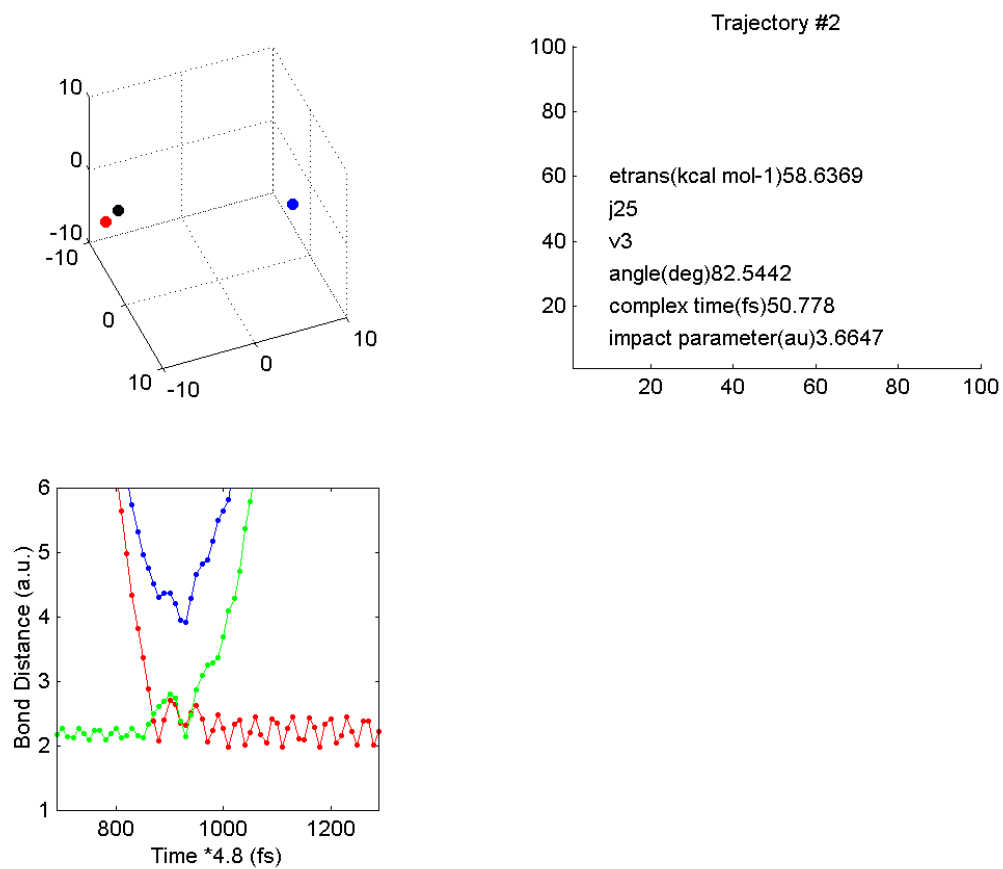 10
0
-10
-10
0
10
-10
0
10
Trajectory #2
100
80
60
40
20
etrans(kcal mol-1)58.6369
j25
v3
angle(deg)82.5442
complex time(fs)50.778
impact parameter(au)3.6647
20 40 60 80 100
6
5
4
3
2
1
Bond Distance (a.u.)
800 1000 1200
Time *4.8 (fs)